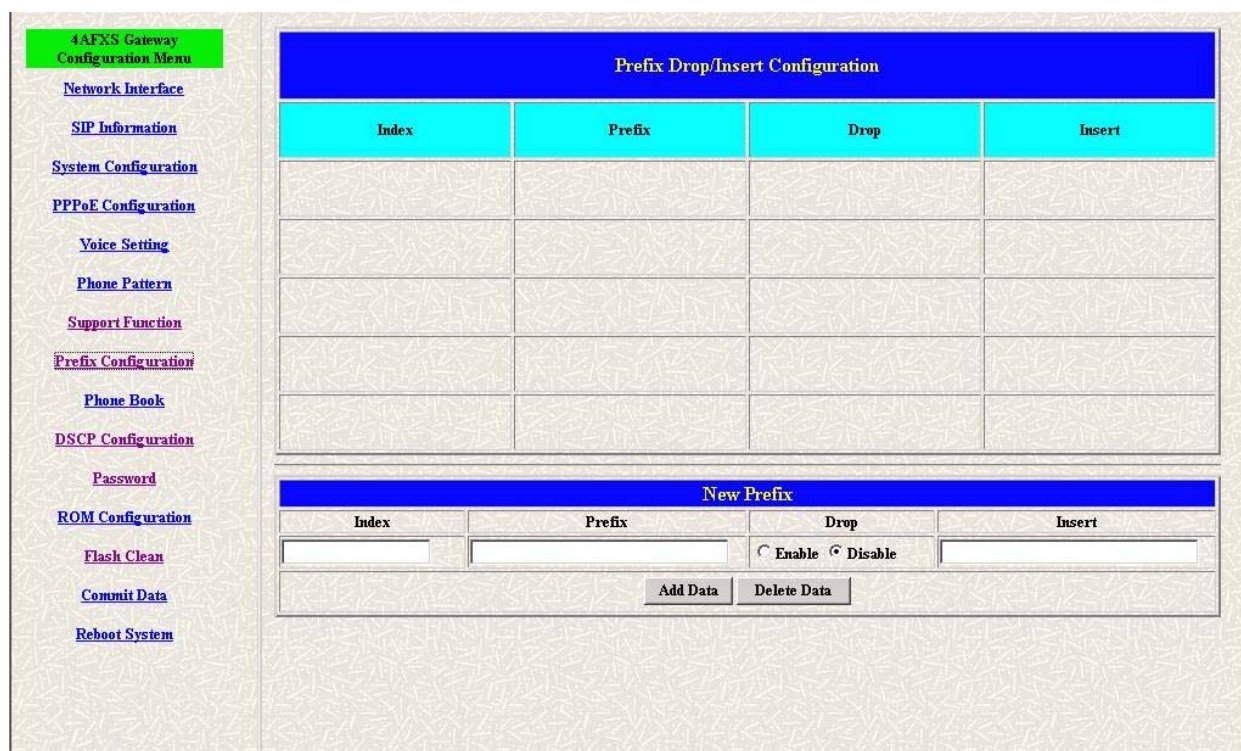 4AFXS Gateway
Configuration Menu
Network Interface
SIP Information
System Configuration
PPPoE Configuration
Voice Setting
Phone Pattern
Support Function
Prefix Configuration
Phone Book
DSCP Configuration
Password
ROM Configuration
Flash Clean
Commit Data
Reboot System
Prefix Drop/Insert Configuration
Index Prefix Drop Insert
New Prefix
Index Prefix Drop Insert
Enable Disable
Add Data Delete Data